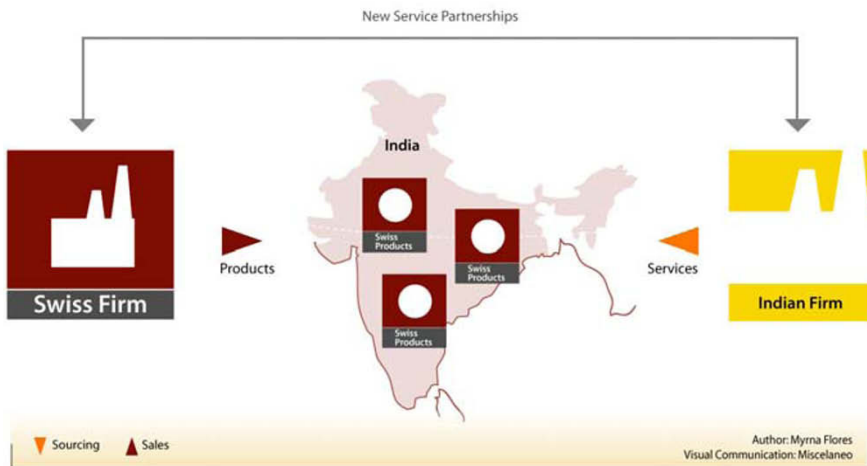 New Service Partnerships
India
Swiss
Products
Swiss
Products
Swiss
Products
Products
Services
Swiss Firm
Indian Firm
Sourcing
Sales
Author: Myrna Flores
Visual Communication: Miscelaneo